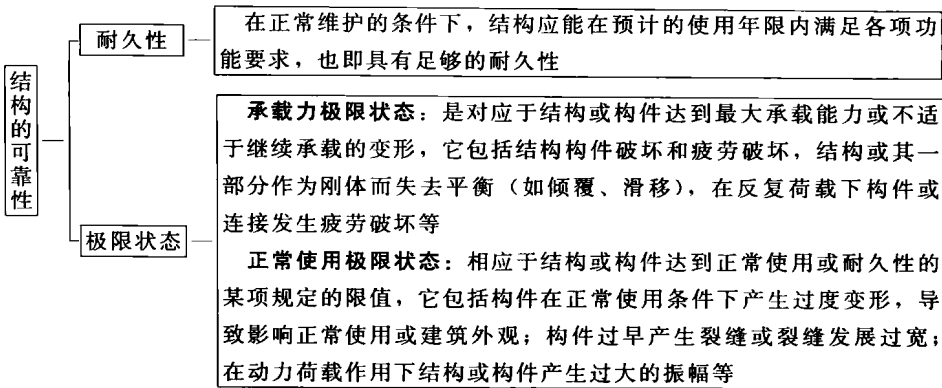 结构的可靠性
耐久性
在正常维护的条件下，结构应能在预计的使用年限内满足各项功
能要求，也即具有足够的耐久性
极限状态
承载力极限状态：是对应于结构或构件达到最大承载能力或不适
于继续承载的变形，它包括结构构件破坏和疲劳破坏，结构或其一
部分作为刚体而失去平衡（如倾覆、滑移），在反复荷载下构件或
连接发生疲劳破坏等
正常使用极限状态：相应于结构或构件达到正常使用或耐久性的
某项规定的限值，它包括构件在正常使用条件下产生过度变形，导
致影响正常使用或建筑外观；构件过早产生裂缝或裂缝发展过宽；
在动力荷载作用下结构或构件产生过大的振幅等